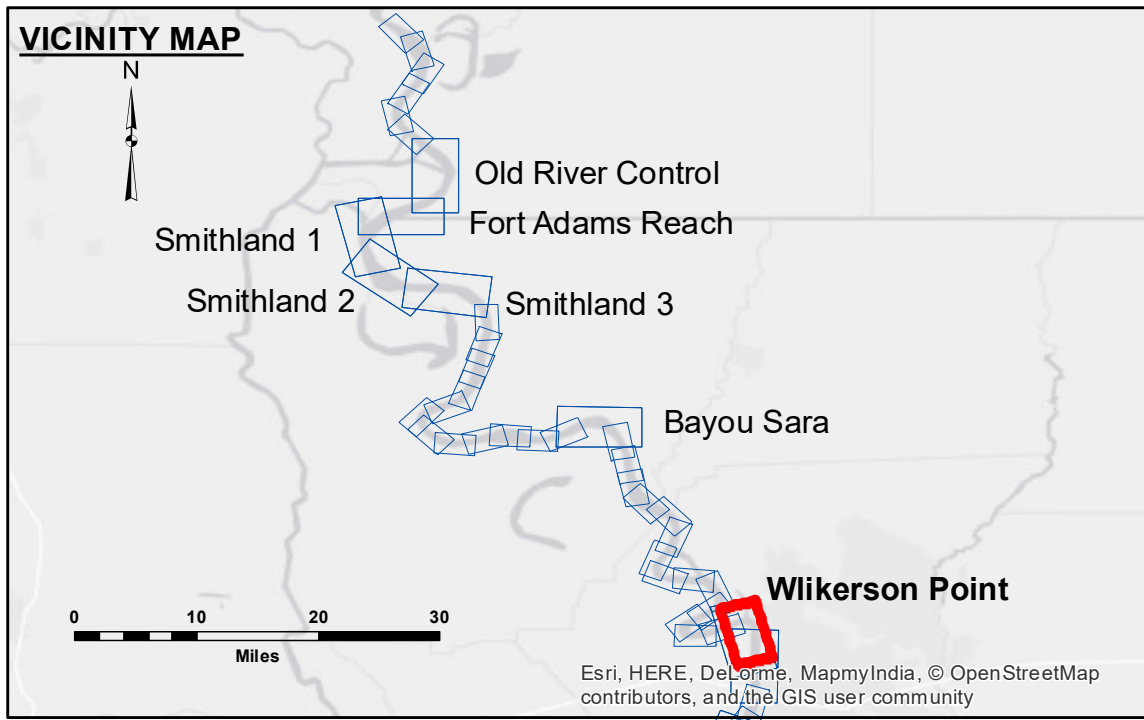 VICINITY MAP
N
Old River Control
Fort Adams Reach
Smithland 1
Smithland 2
Smithland 3
Bayou Sara
Wlikerson Point
0 10 20 30
Miles
Esri, HERE, DeLorme, MapmyIndia, © OpenStreetMap
contributors, and the GIS user community